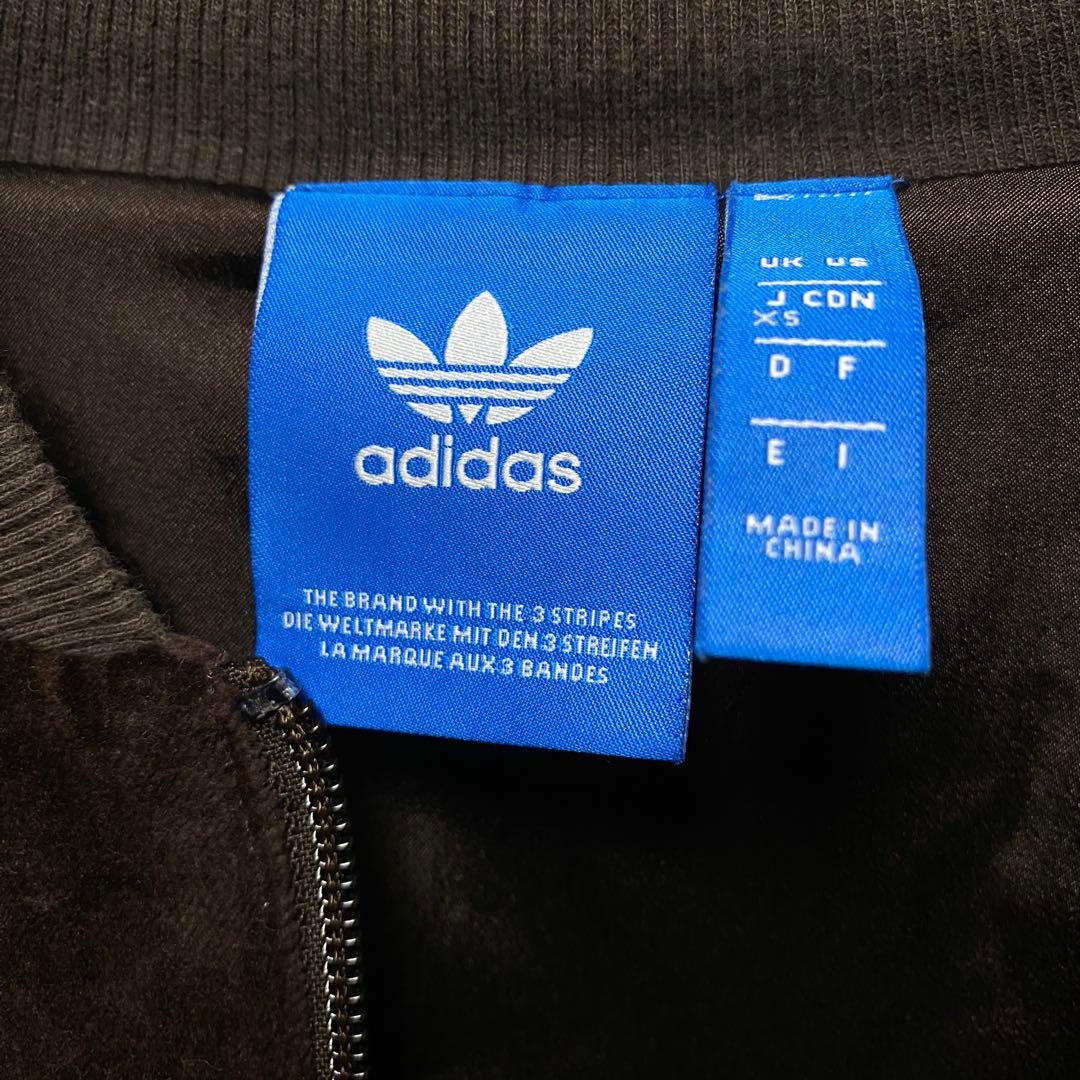 adidas
THE BRAND WITH THE 3 STRIPES
DIE WELTMARKE MIT DEN 3 STREIFEN
LA MARQUE AUX 3 BANDES
UK US
J CDN
XS
D F
E I
MADE IN
CHINA